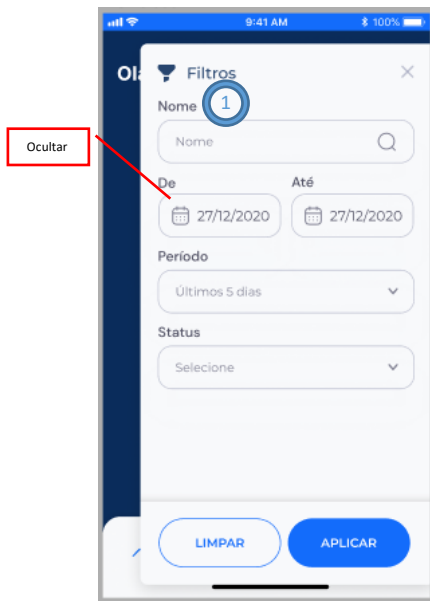 9:41 AM
100%
Ol
Filtros
Nome
1
Nome
Ocultar
De
Até
27/12/2020
27/12/2020
Período
Últimos 5 dias
Status
Selecione
LIMPAR
APLICAR